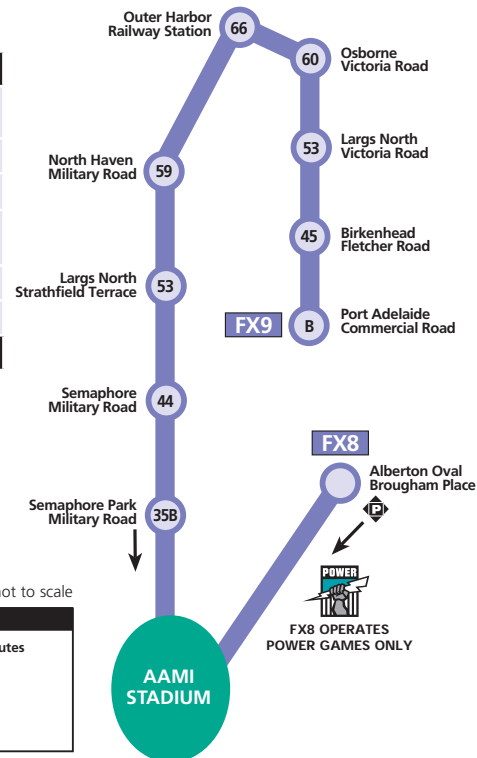 Outer Harbor
Railway Station
66
60
Osborne
Victoria Road
53
Largs North
Victoria Road
North Haven
Military Road
59
45
Birkenhead
Fletcher Road
Largs North
Strathfield Terrace
53
FX9
B
Port Adelaide
Commercial Road
Semaphore
Military Road
44
FX8
Alberton Oval
Brougham Place
P
Semaphore Park
Military Road
35B
POWER
FX8 OPERATES
POWER GAMES ONLY
not to scale
utes
AAMI
STADIUM